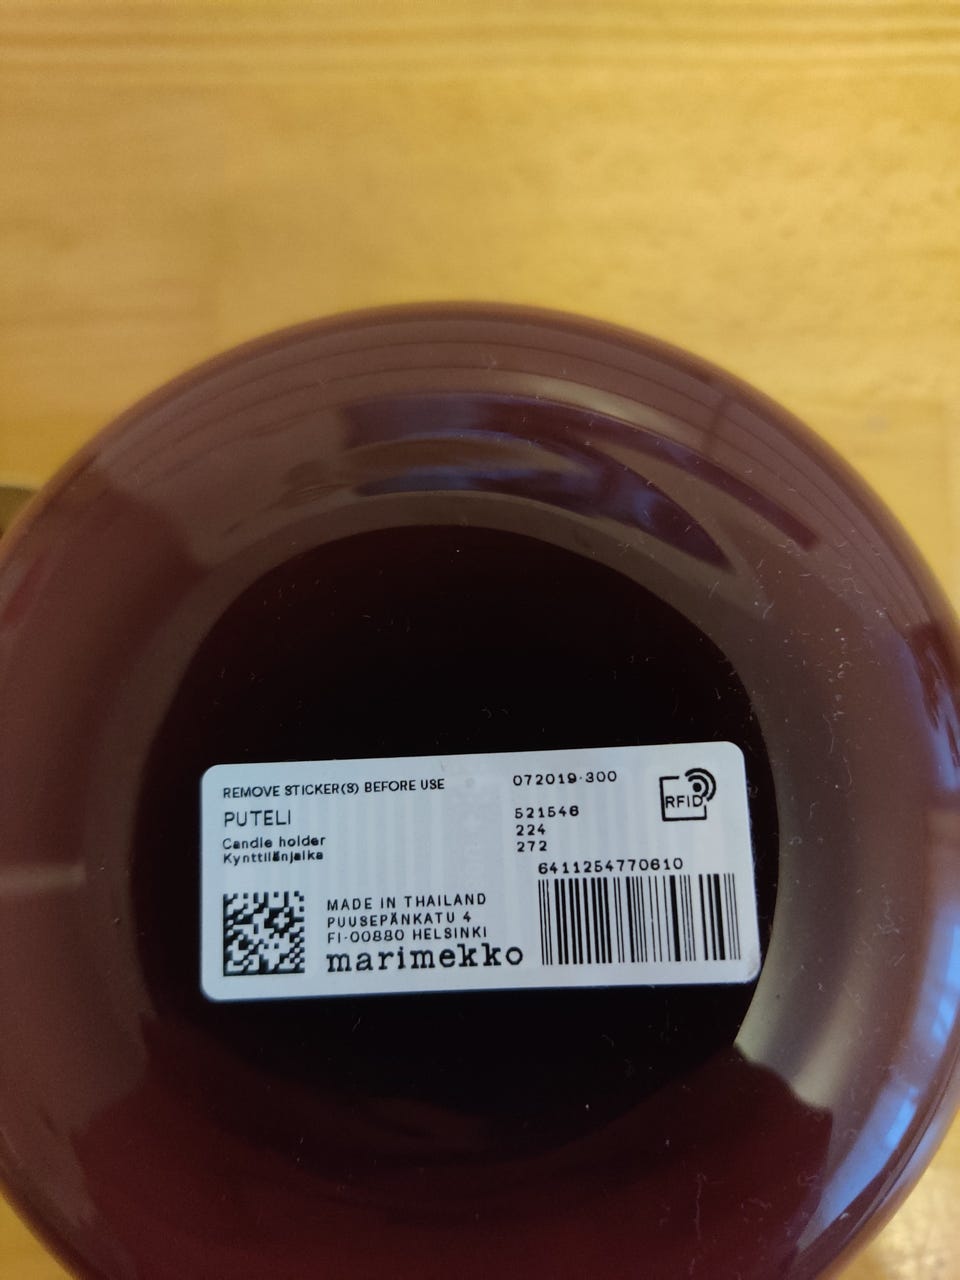 REMOVE STICKER(S) BEFORE USE
PUTELI
Candle holder
Kynttilänjalka
072019-300
521546
224
272
RFID
6411254770610
MADE IN THAILAND
PUUSEPÄNKATU 4
FI-00880 HELSINKI
marimekko